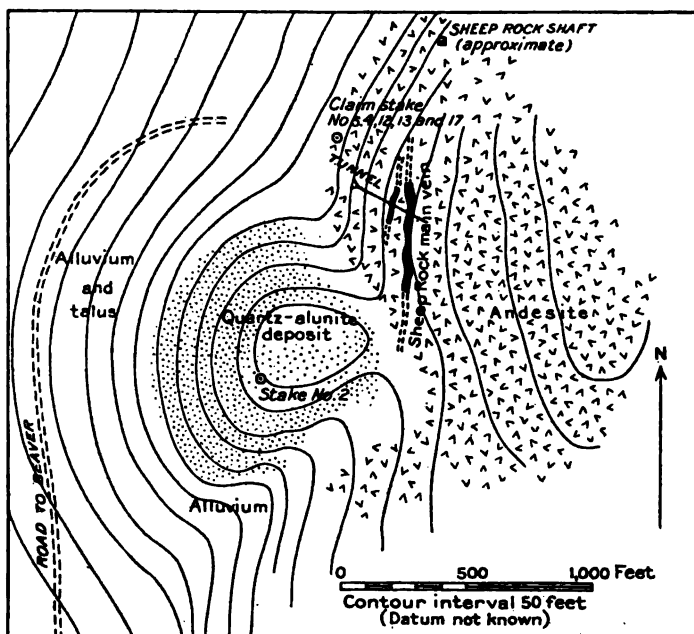 SHEEP ROCK SHAFT
(approximate)
Claim stake
No 3,4,12,13 and 17
TUNNEL
Sheep Rock main vein
Alluvium
and
talus
Quartz-alunite
deposit
Andesite
Stake No. 2
N
ROAD TO BEAVER
Alluvium
0 500 1,000 Feet
Contour interval 50 feet
(Datum not known)